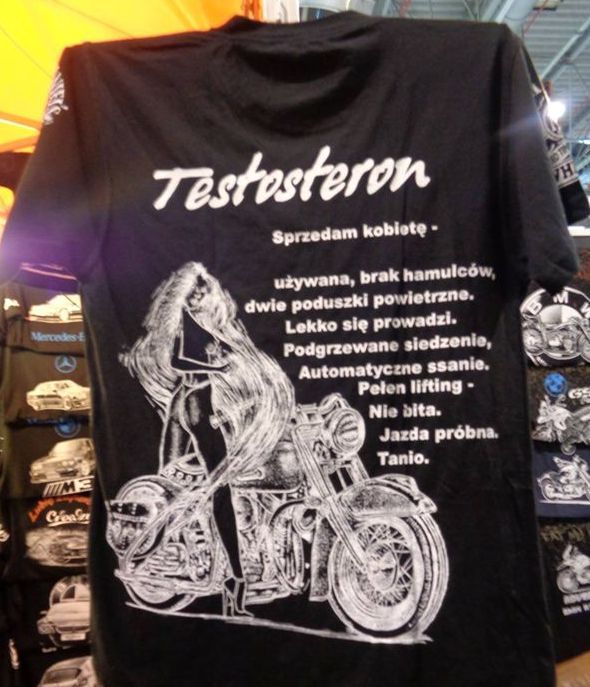 Testosteron
Sprzedam kobietę -
używana, brak hamulców,
dwie poduszki powietrzne.
Lekko się prowadzi.
Podgrzewane siedzenie,
Automatyczne ssanie.
Pełen lifting -
Nie bita.
Jazda próbna.
Tanio.
BMW